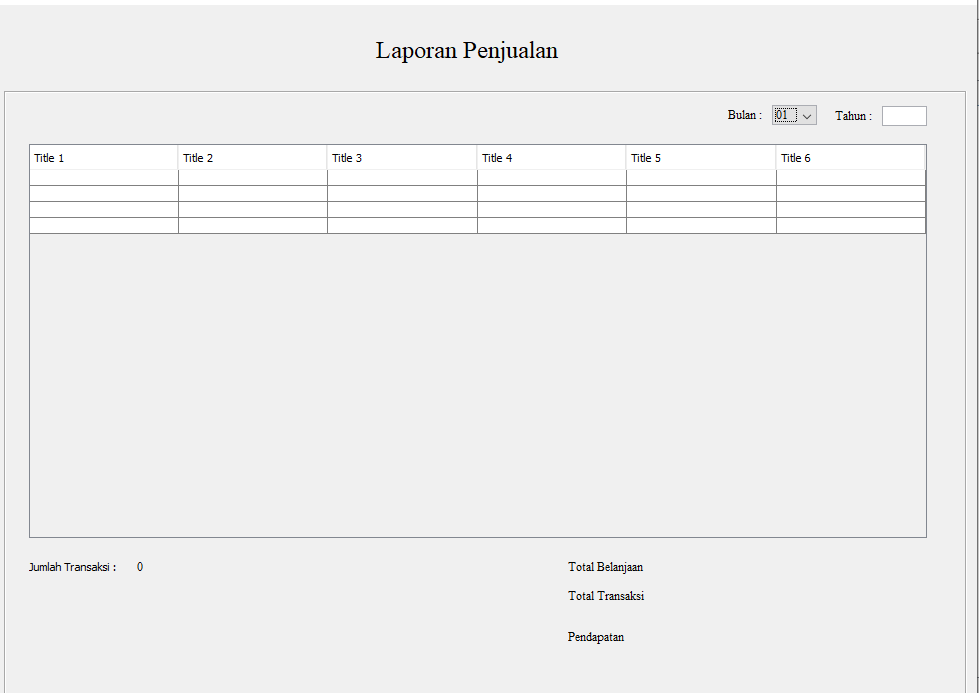 Laporan Penjualan
Bulan : 01 Tahun :
Title 1 Title 2 Title 3 Title 4 Title 5 Title 6
Jumlah Transaksi : 0 Total Belanjaan
Total Transaksi
Pendapatan